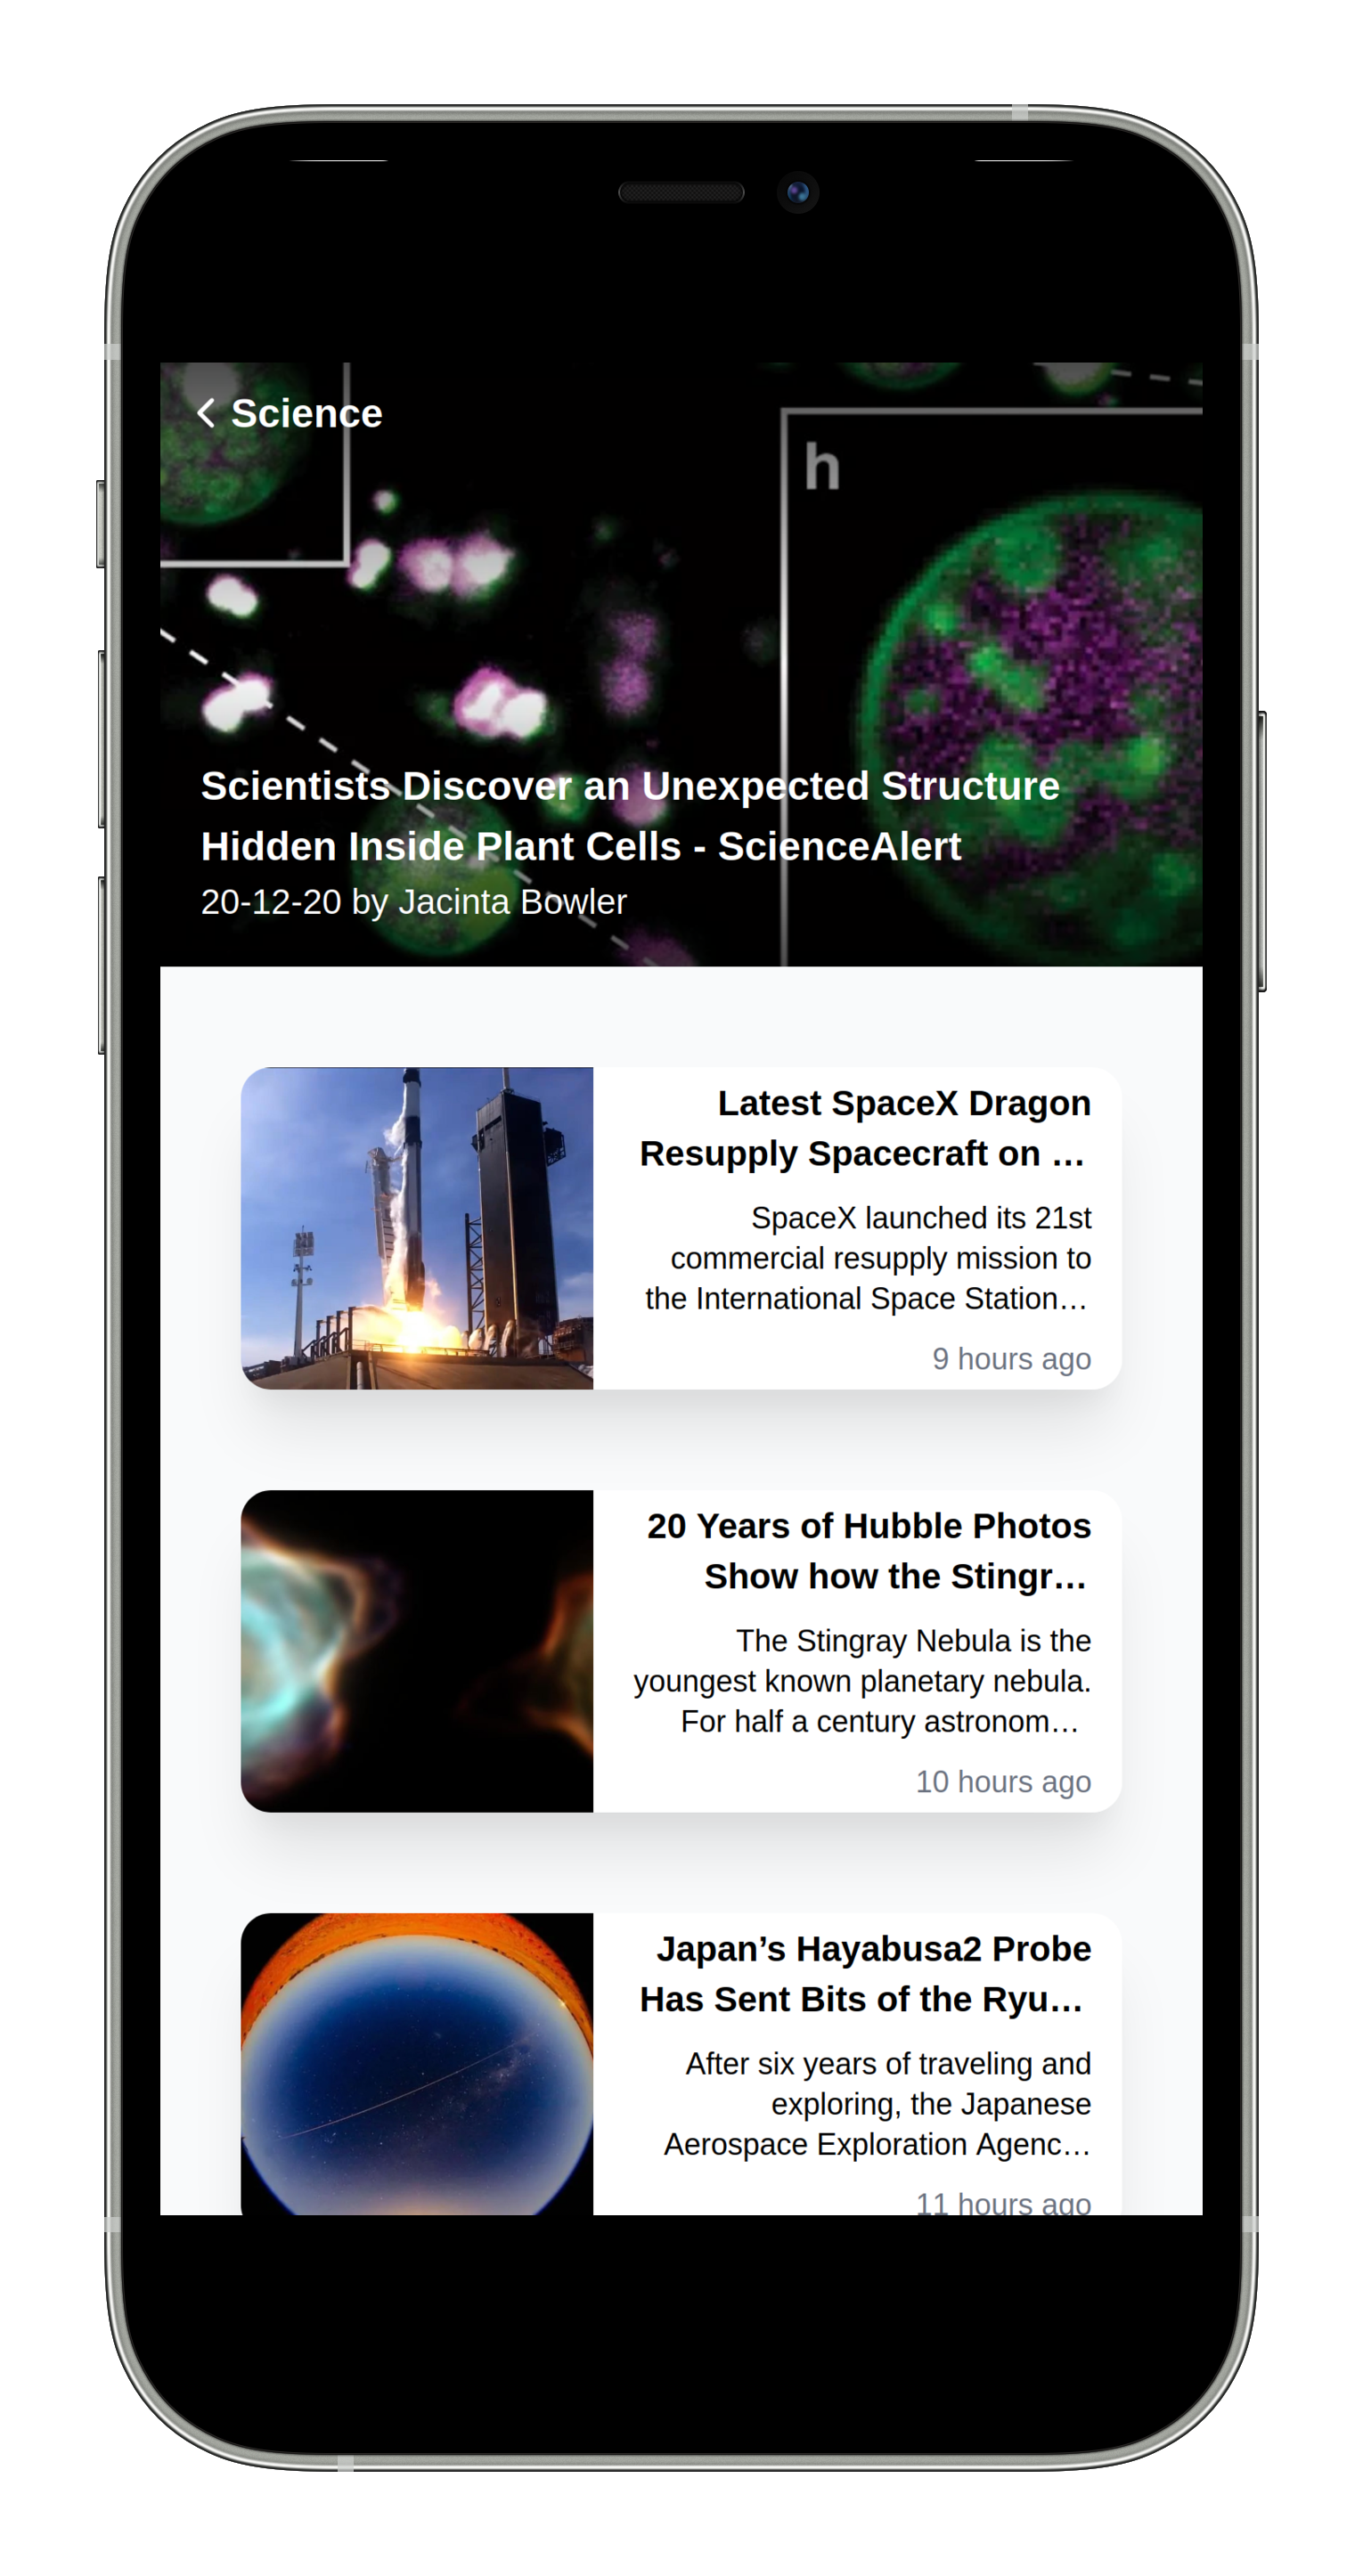 Science
h
Scientists Discover an Unexpected Structure
Hidden Inside Plant Cells - ScienceAlert
20-12-20 by Jacinta Bowler
Latest SpaceX Dragon
Resupply Spacecraft on …
SpaceX launched its 21st
commercial resupply mission to
the International Space Station…
9 hours ago
20 Years of Hubble Photos
Show how the Stingr…
The Stingray Nebula is the
youngest known planetary nebula.
For half a century astronom…
10 hours ago
Japan’s Hayabusa2 Probe
Has Sent Bits of the Ryu…
After six years of traveling and
exploring, the Japanese
Aerospace Exploration Agenc…
11 hours ago